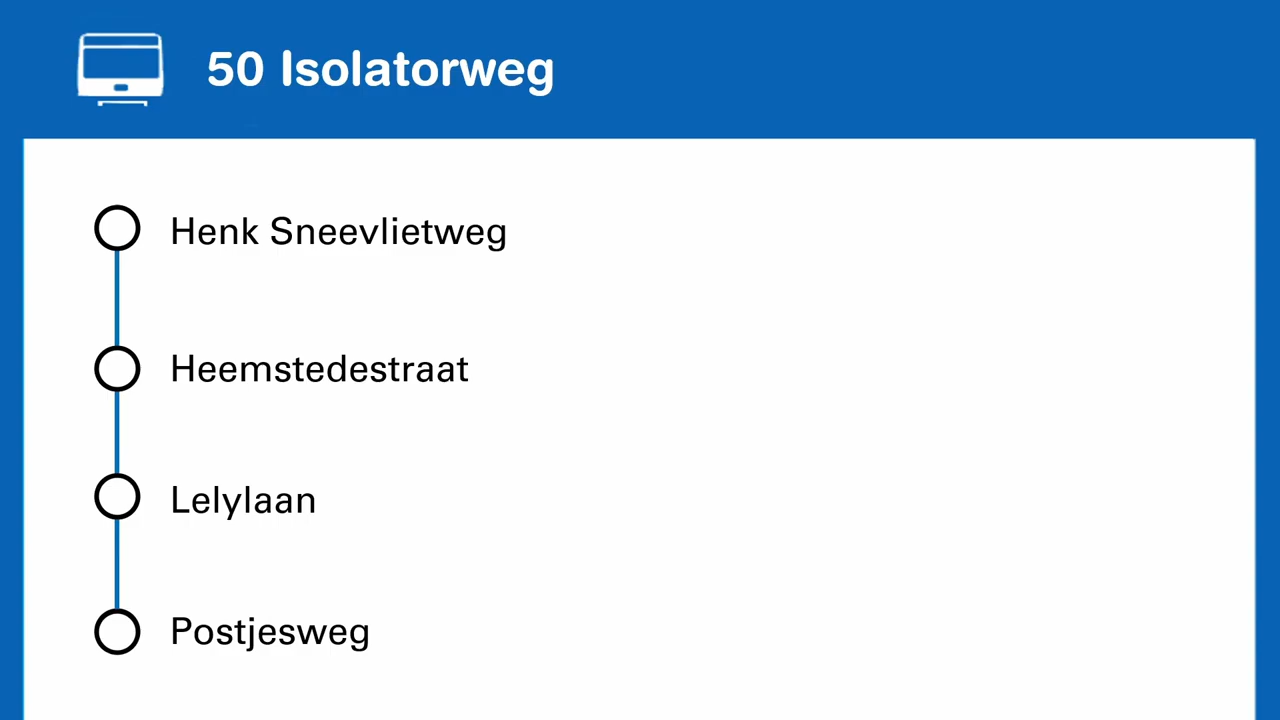 50 Isolatorweg
Henk Sneevlietweg
Heemstedestraat
Lelylaan
Postjesweg